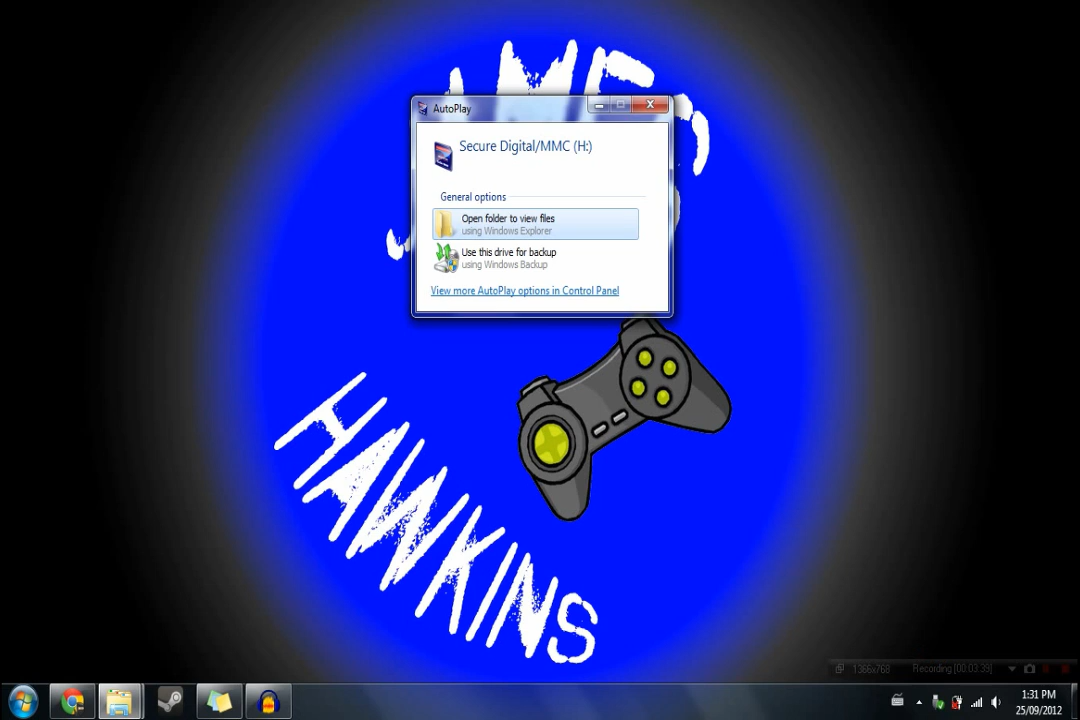 AutoPlay
Secure Digital/MMC (H:)
General options
Open folder to view files
using Windows Explorer
Use this drive for backup
using Windows Backup
View more AutoPlay options in Control Panel
HAWKINS
1366x768
Recording [00:03:39]
1:31 PM
25/09/2012